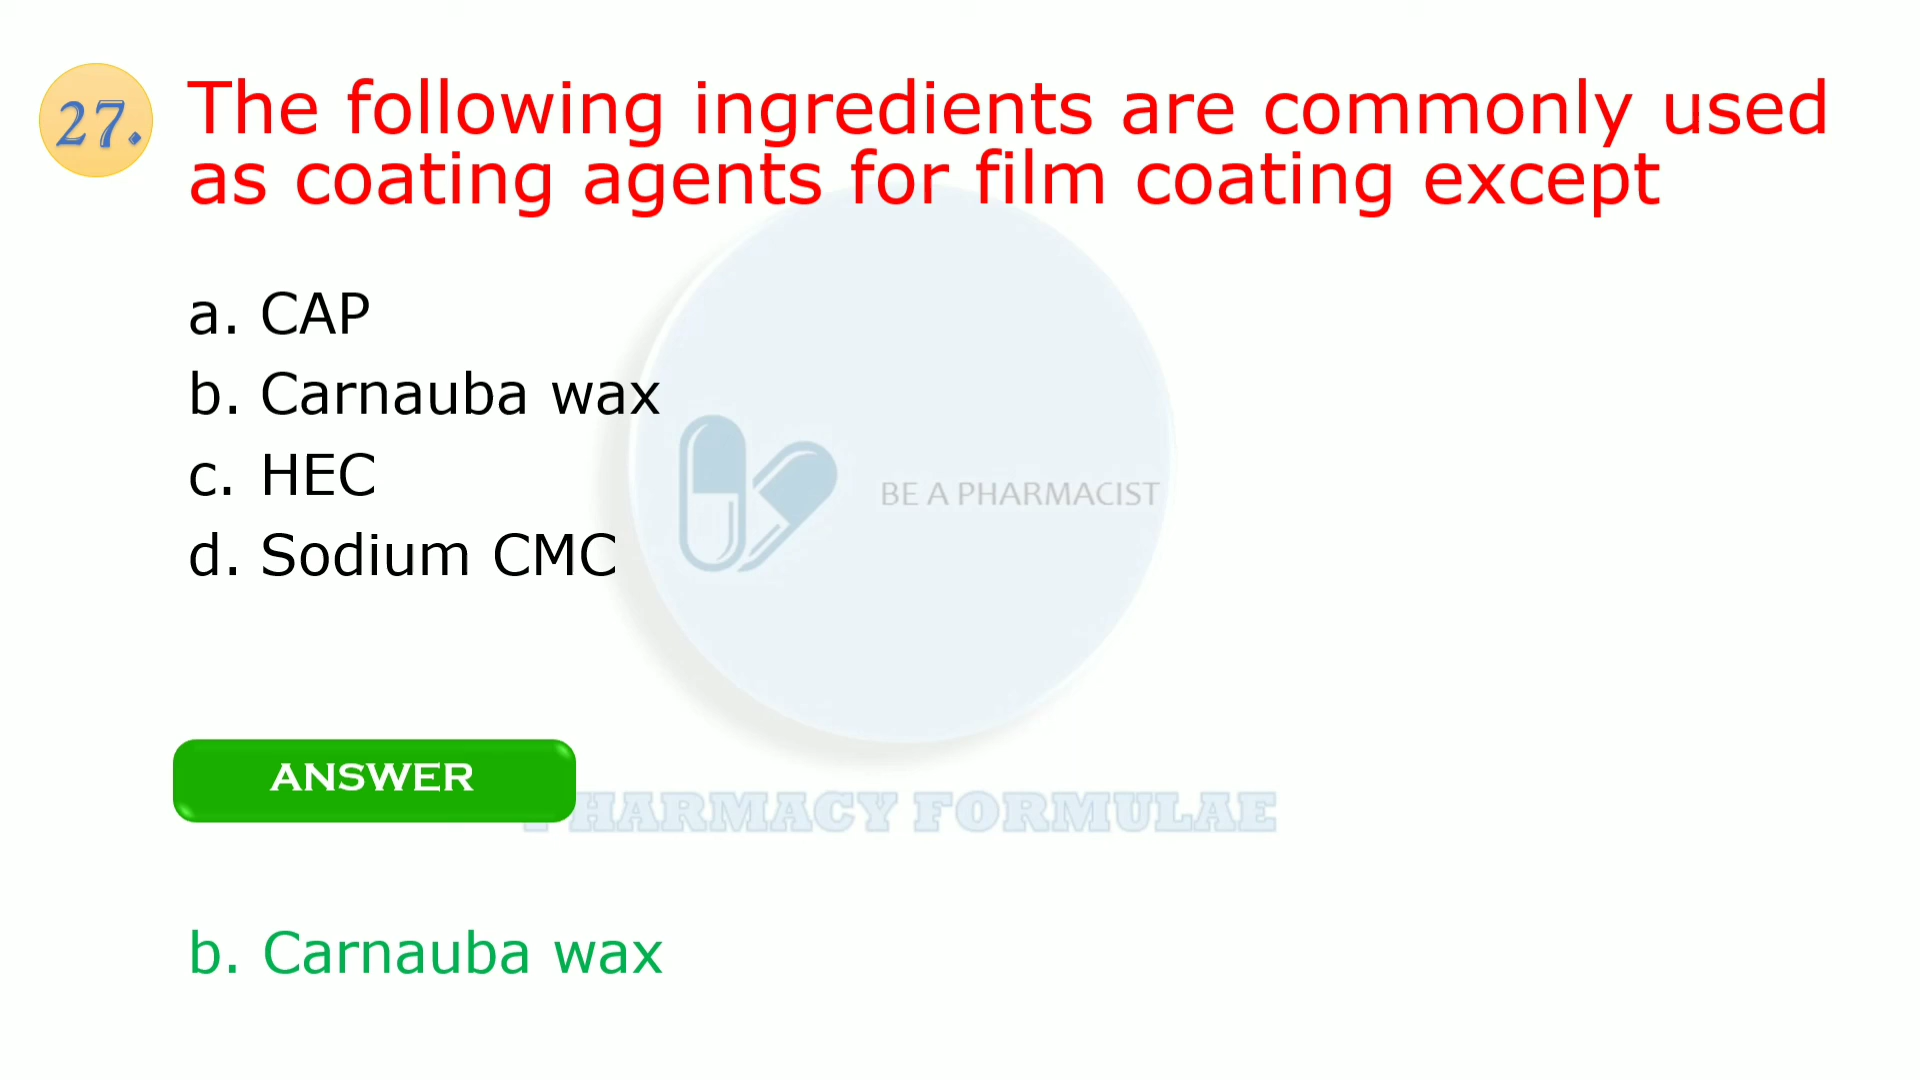 27.
The following ingredients are commonly used
as coating agents for film coating except
a. CAP
b. Carnauba wax
c. HEC
d. Sodium CMC
BE A PHARMACIST
ANSWER
PHARMACY FORMULAE
b. Carnauba wax